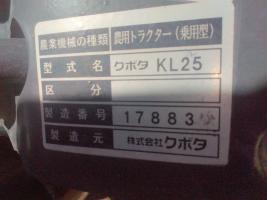 農業機械の種類 農用トラクター(乗用型)
型式名 クボタ KL25
区分
製造番号 17883
製造元 株式会社クボタ